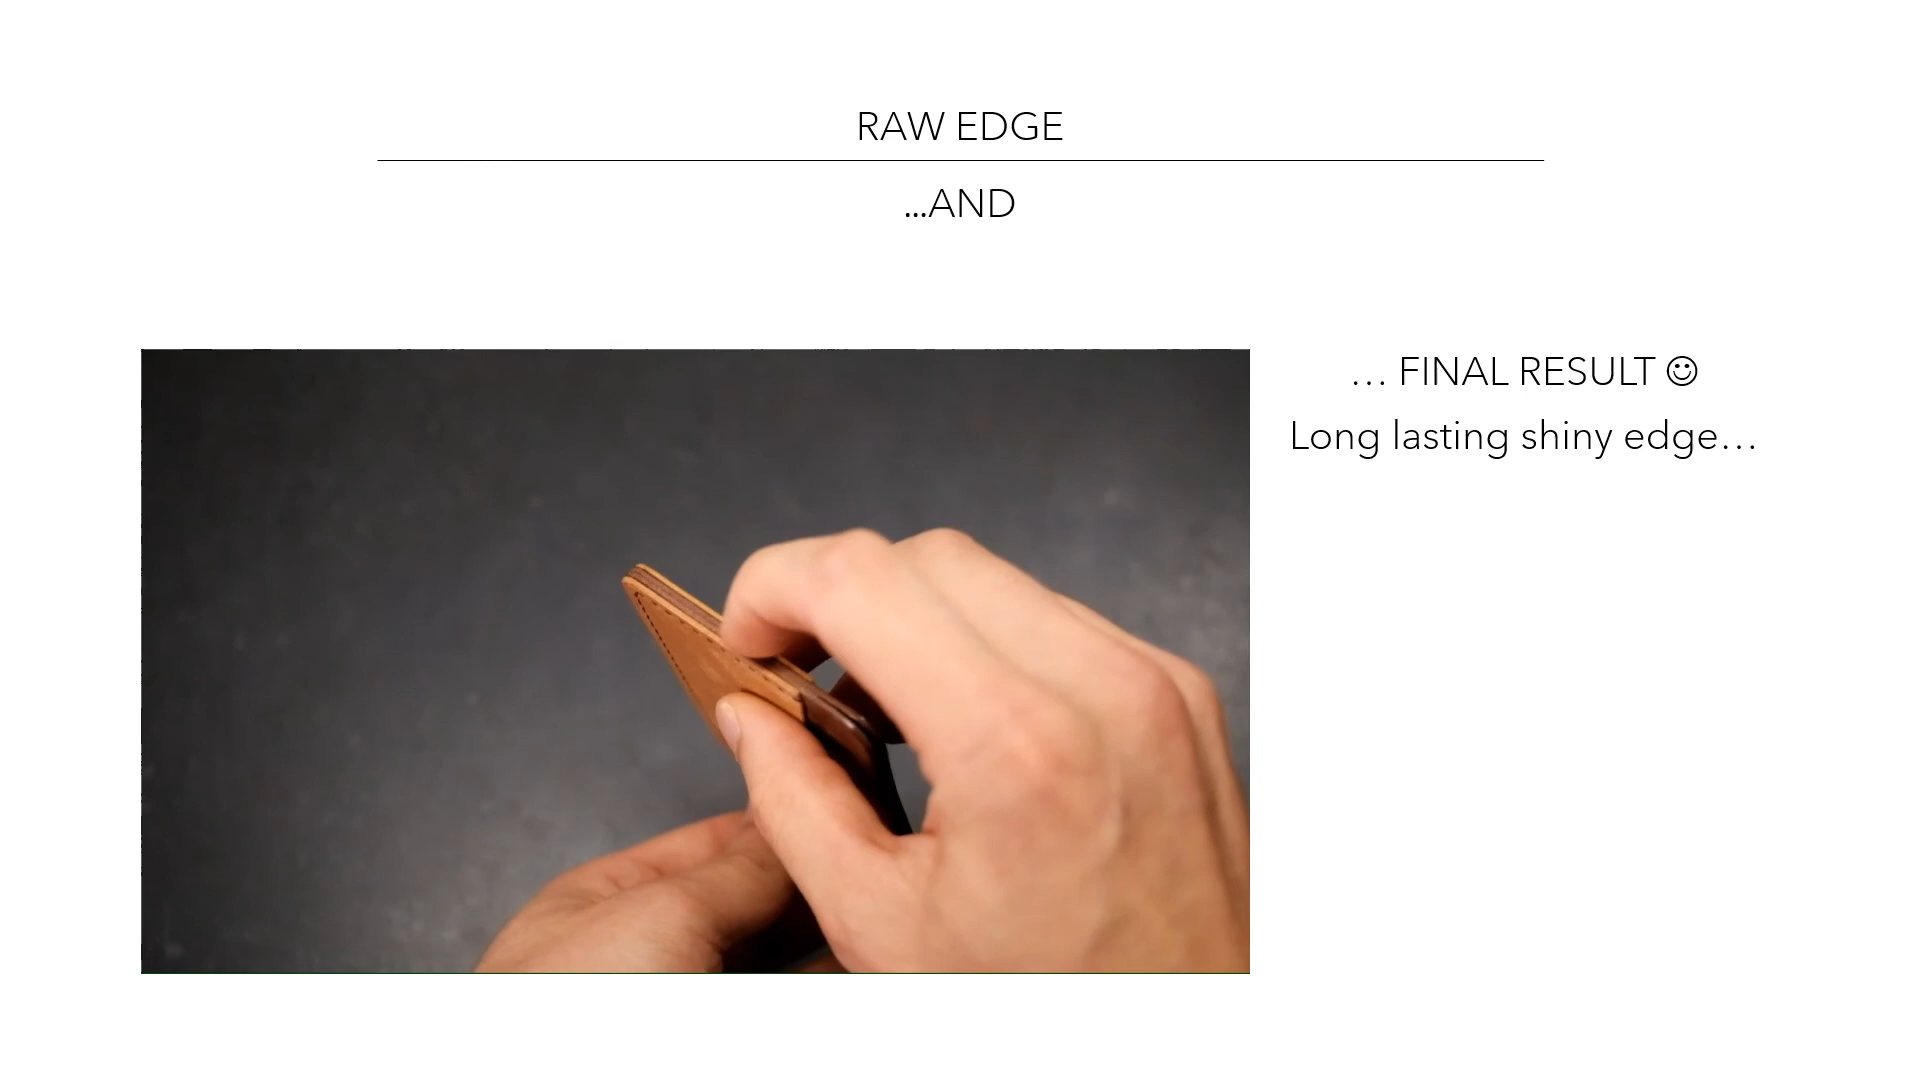 RAW EDGE
...AND
… FINAL RESULT ☺
Long lasting shiny edge…